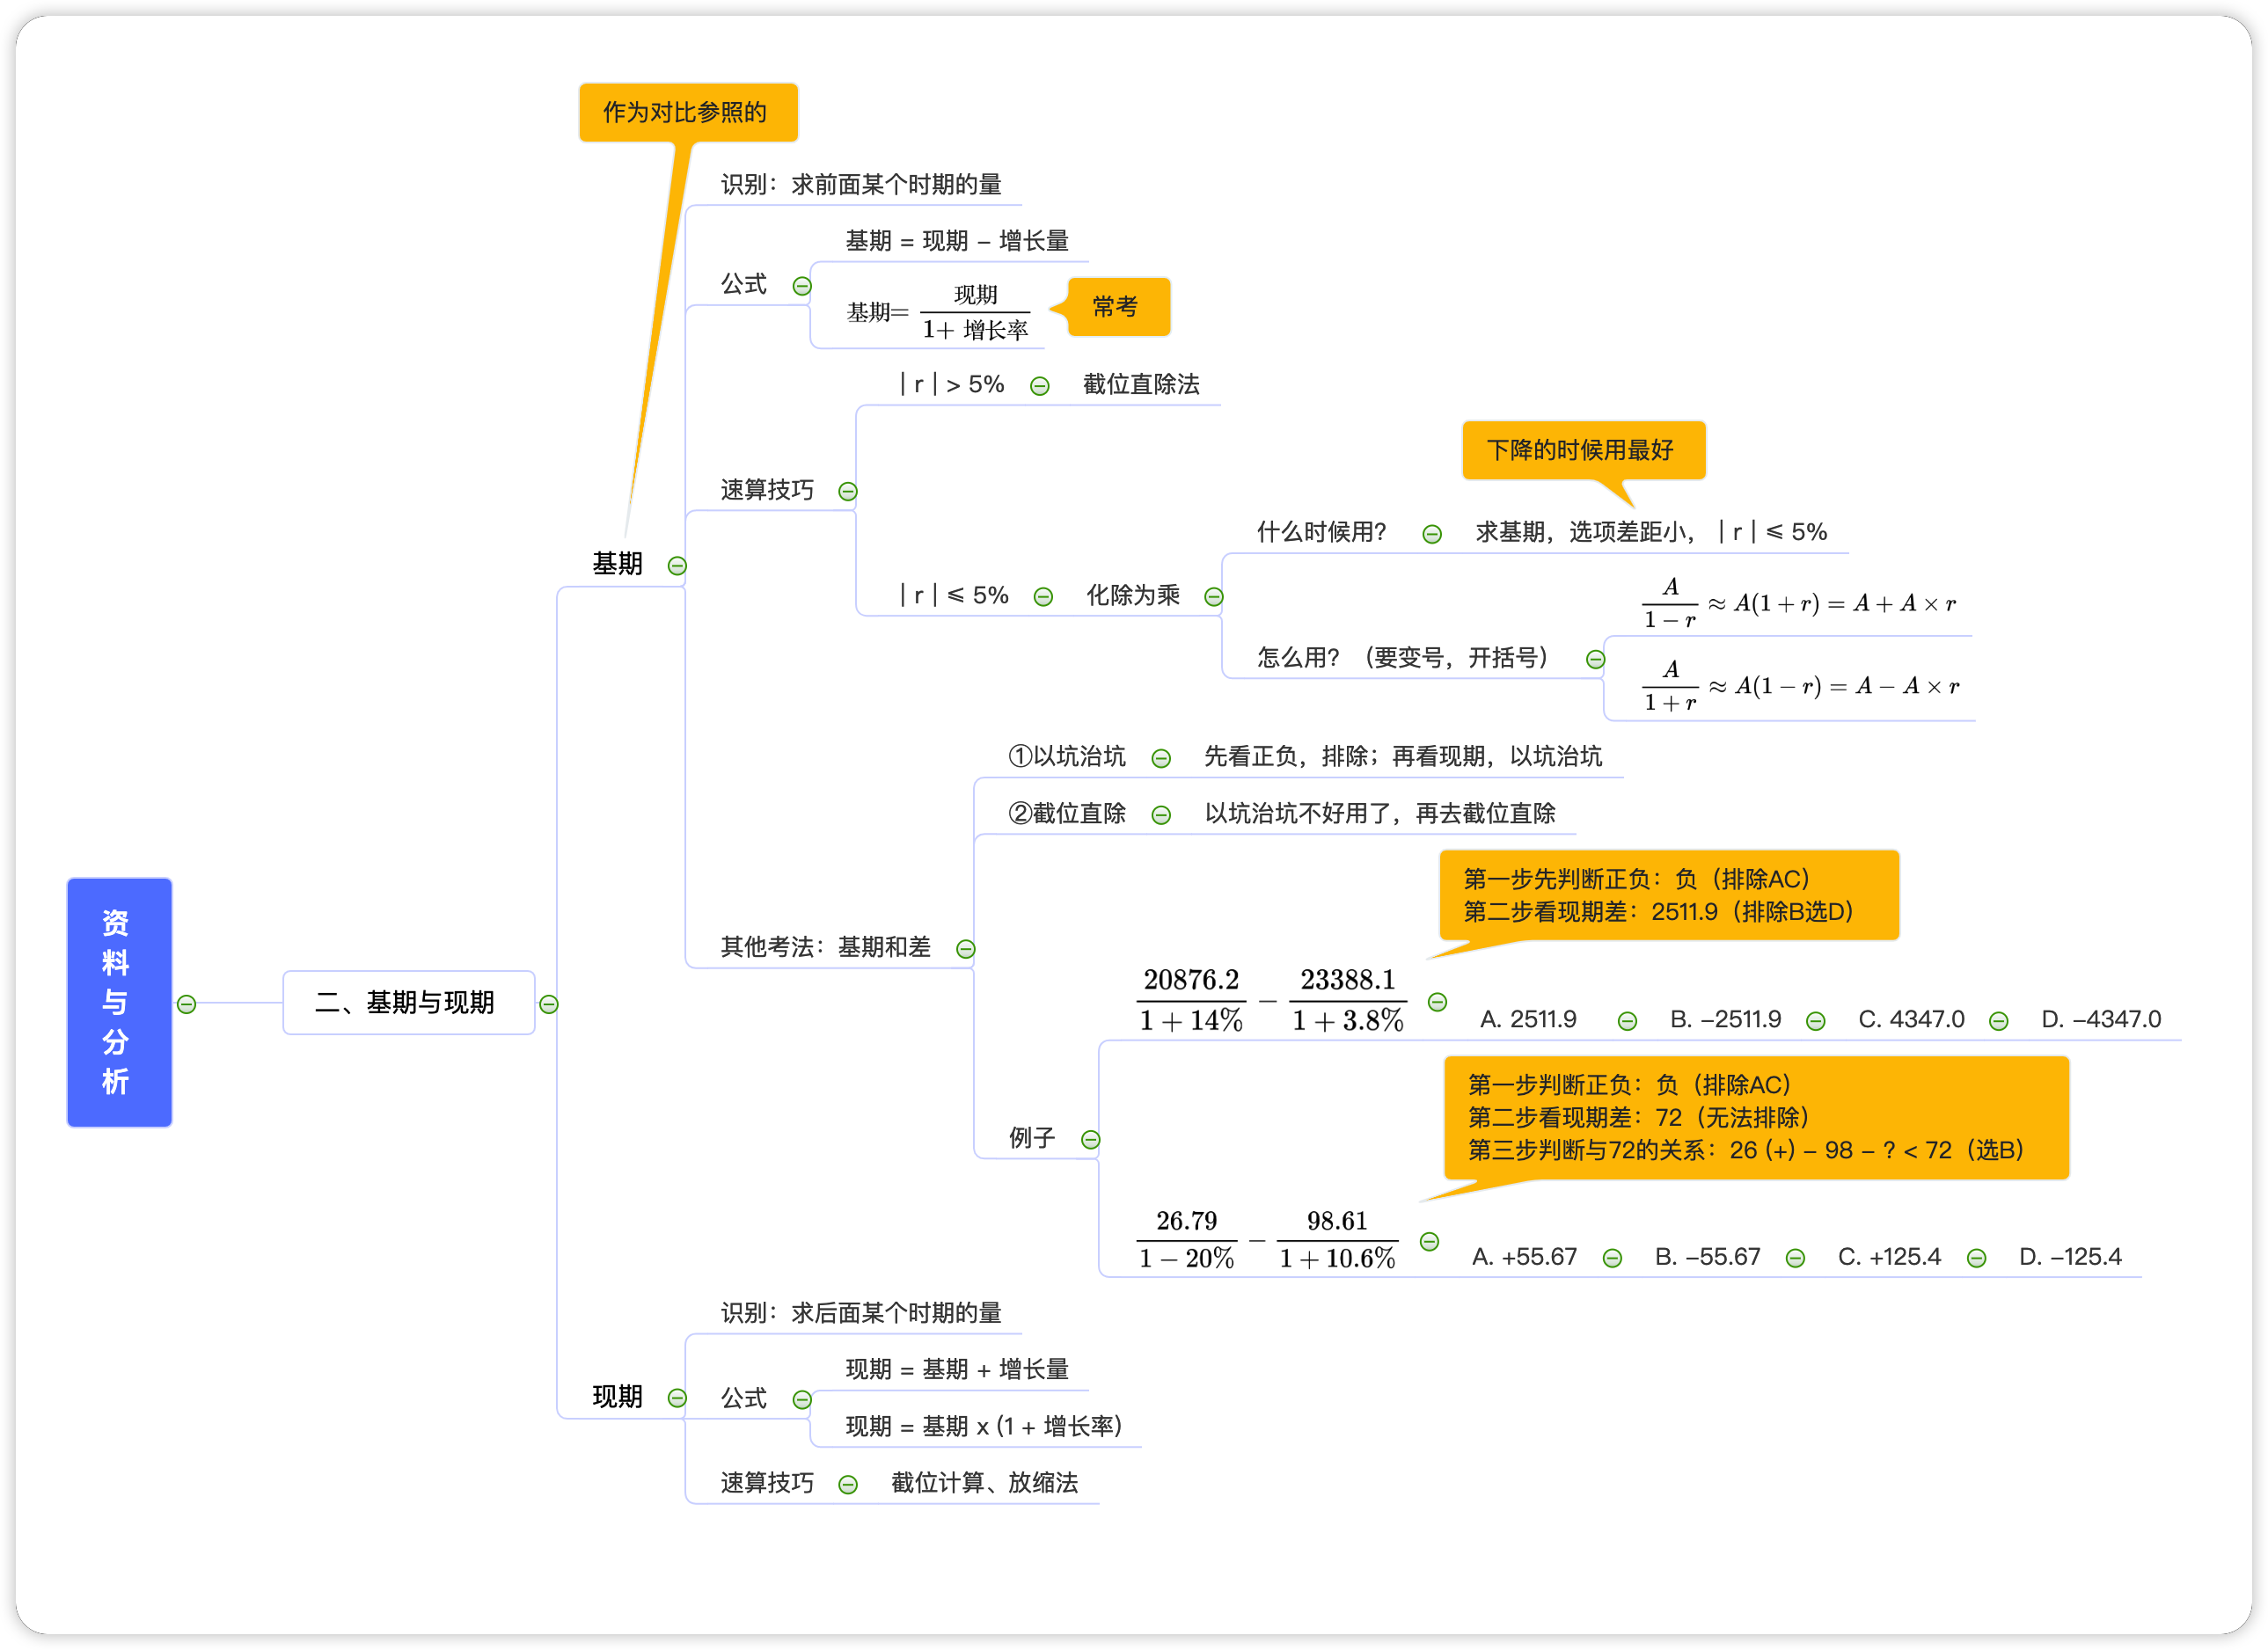 作为对比参照的
识别：求前面某个时期的量
基期 = 现期 – 增长量
公式
基期= 现期 / 1+ 增长率
常考
| r | > 5%
截位直除法
下降的时候用最好
速算技巧
什么时候用？
求基期，选项差距小，| r | ⩽ 5%
基期
| r | ⩽ 5%
化除为乘
A / (1 − r) ≈ A(1 + r) = A + A × r
怎么用？（要变号，开括号）
A / (1 + r) ≈ A(1 − r) = A − A × r
①以坑治坑
先看正负，排除；再看现期，以坑治坑
②截位直除
以坑治坑不好用了，再去截位直除
第一步先判断正负：负（排除AC）
第二步看现期差：2511.9（排除B选D）
资料与分析
二、基期与现期
其他考法：基期和差
20876.2 / (1 + 14%) − 23388.1 / (1 + 3.8%)
A. 2511.9
B. –2511.9
C. 4347.0
D. –4347.0
第一步判断正负：负（排除AC）
第二步看现期差：72（无法排除）
第三步判断与72的关系：26 (+) – 98 – ? < 72（选B）
例子
26.79 / (1 − 20%) − 98.61 / (1 + 10.6%)
A. +55.67
B. –55.67
C. +125.4
D. –125.4
识别：求后面某个时期的量
现期 = 基期 + 增长量
现期
公式
现期 = 基期 x (1 + 增长率)
速算技巧
截位计算、放缩法